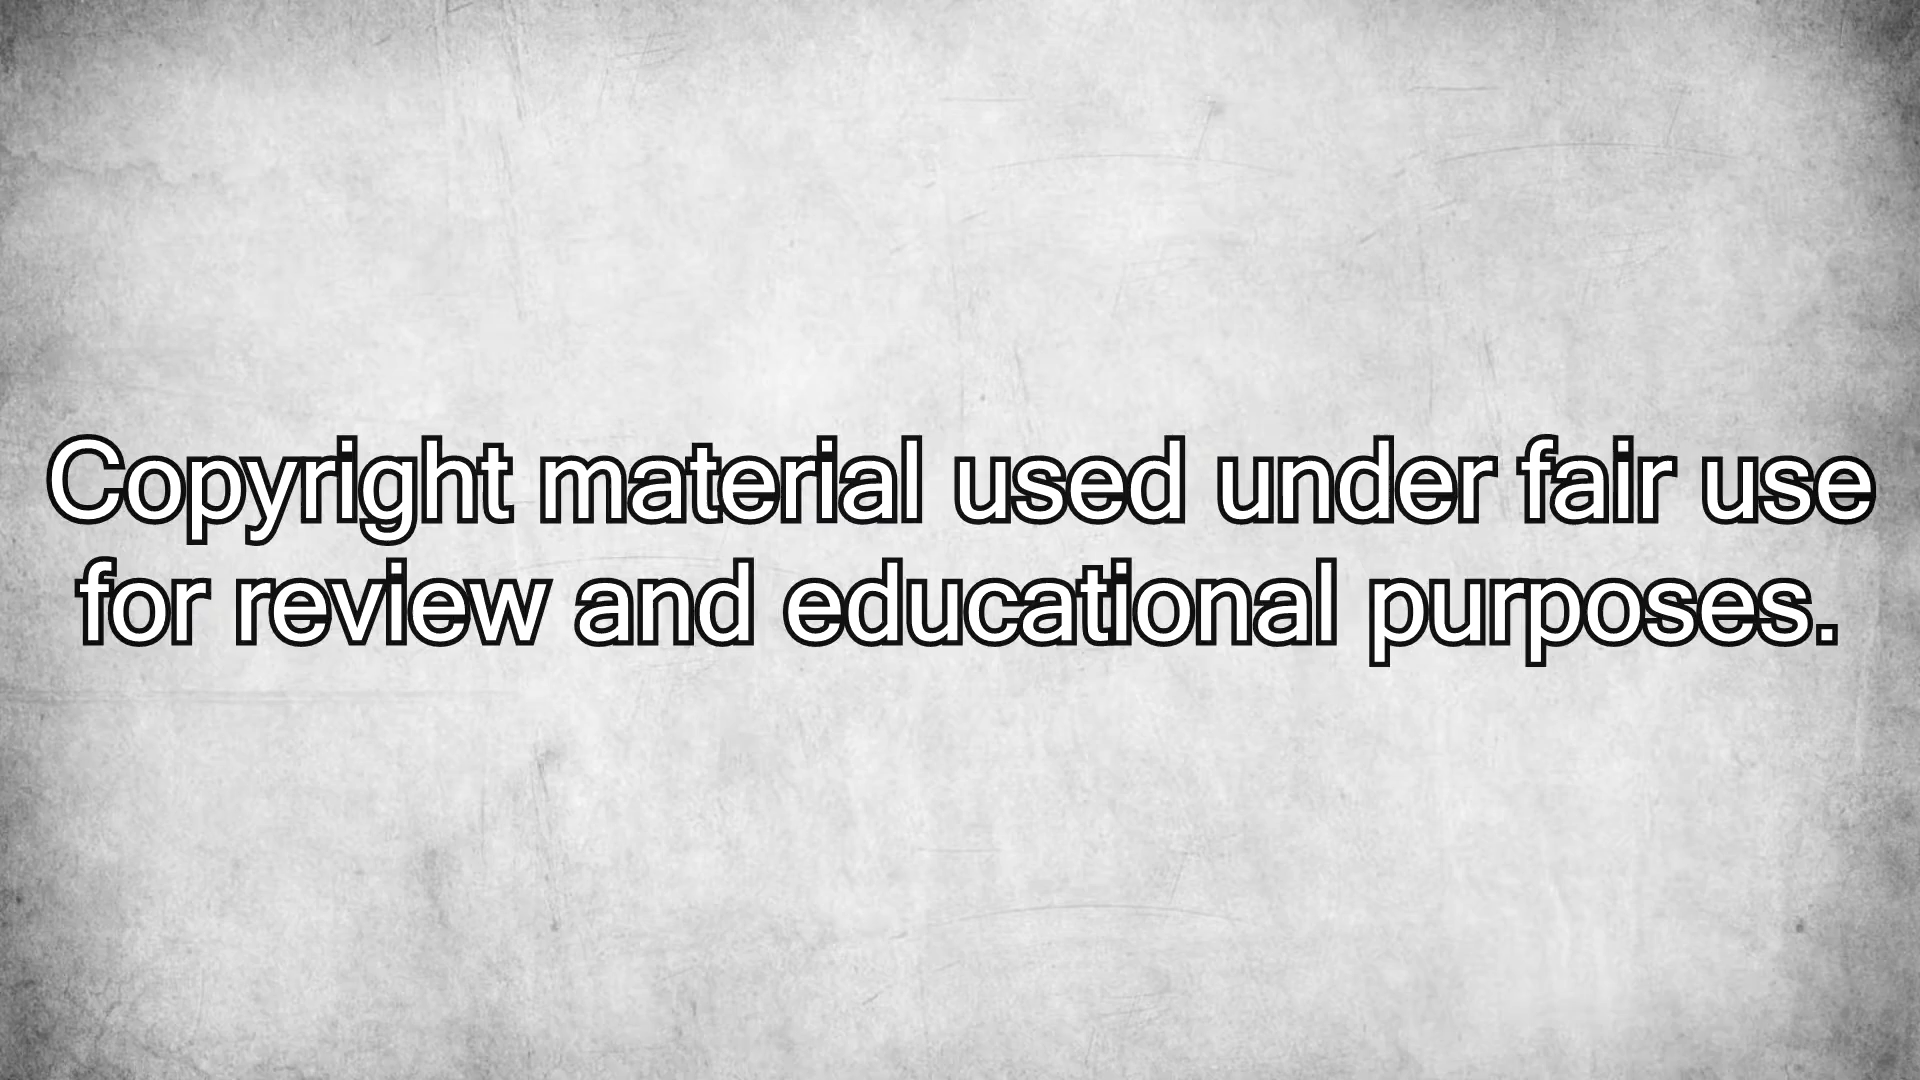 Copyright material used under fair use
for review and educational purposes.